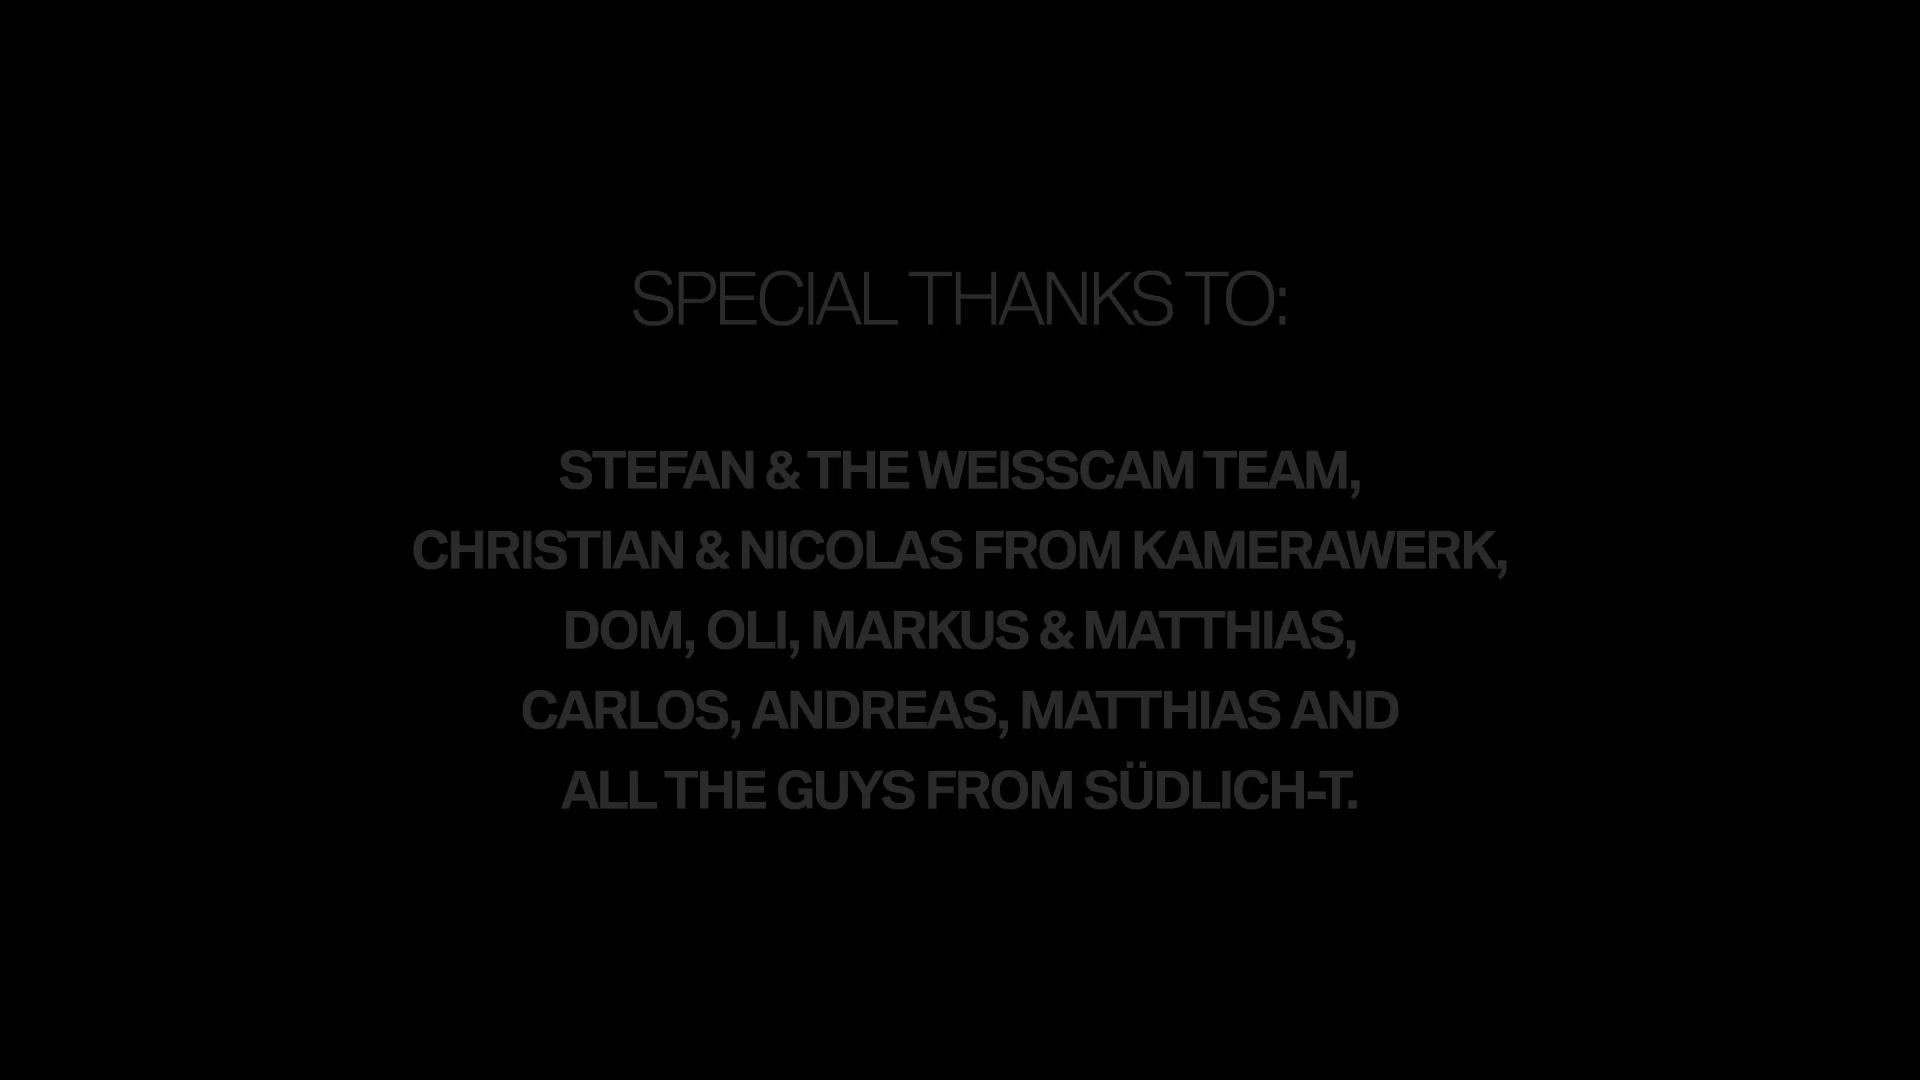 SPECIAL THANKS TO:
STEFAN & THE WEISSCAM TEAM,
CHRISTIAN & NICOLAS FROM KAMERAWERK,
DOM, OLI, MARKUS & MATTHIAS,
CARLOS, ANDREAS, MATTHIAS AND
ALL THE GUYS FROM SÜDLICH-T.